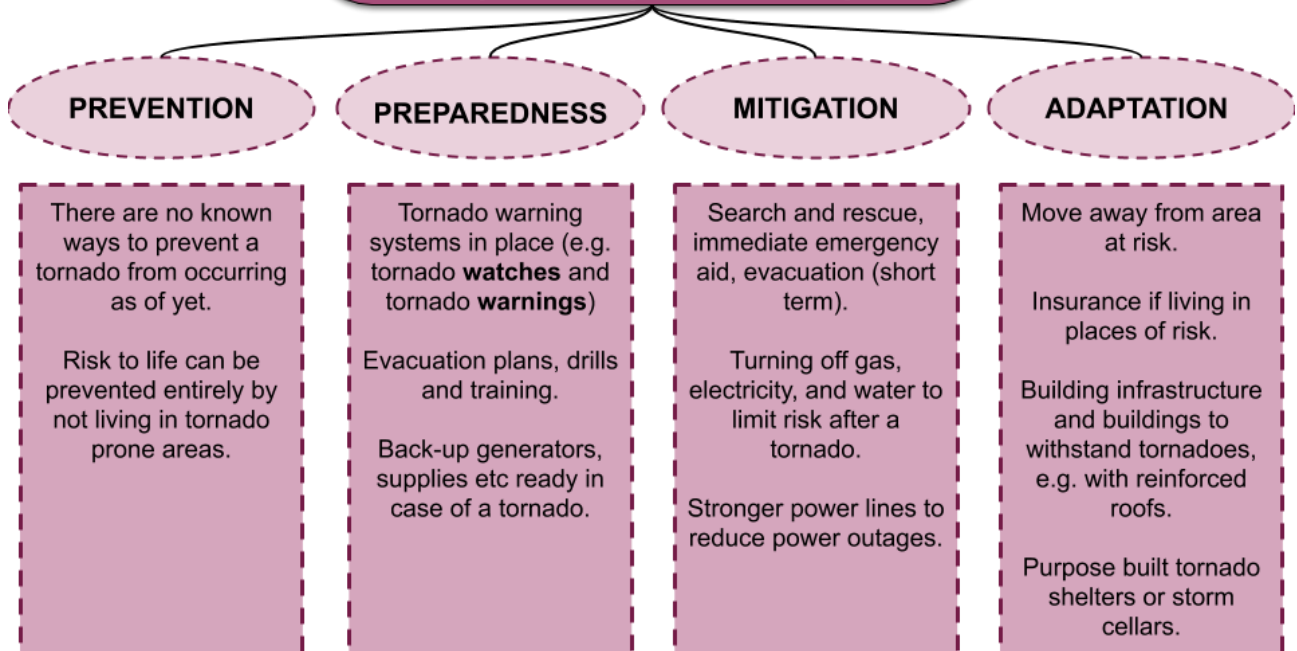 PREVENTION
There are no known
ways to prevent a
tornado from occurring
as of yet.
Risk to life can be
prevented entirely by
not living in tornado
prone areas.
PREPAREDNESS
Tornado warning
systems in place (e.g.
tornado watches and
tornado warnings)
Evacuation plans, drills
and training.
Back-up generators,
supplies etc ready in
case of a tornado.
MITIGATION
Search and rescue,
immediate emergency
aid, evacuation (short
term).
Turning off gas,
electricity, and water to
limit risk after a
tornado.
Stronger power lines to
reduce power outages.
ADAPTATION
Move away from area
at risk.
Insurance if living in
places of risk.
Building infrastructure
and buildings to
withstand tornadoes,
e.g. with reinforced
roofs.
Purpose built tornado
shelters or storm
cellars.